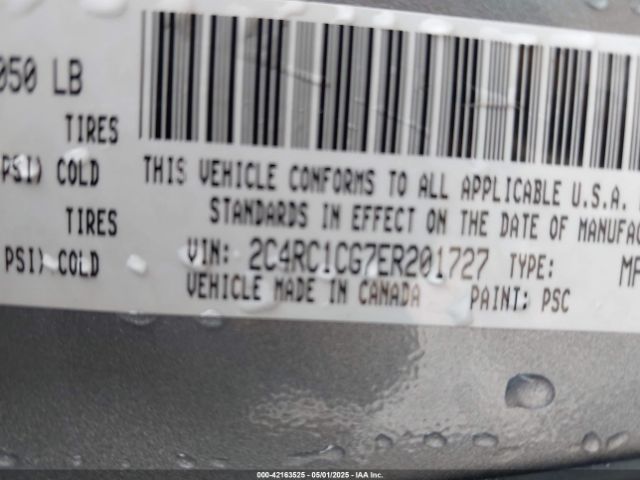 050 LB
TIRES
PSI) COLD
TIRES
PSI) COLD
THIS VEHICLE CONFORMS TO ALL APPLICABLE U.S.A.
STANDARDS IN EFFECT ON THE DATE OF MANUFAC
VIN: 2C4RC1CG7ER201727 TYPE: MP
VEHICLE MADE IN CANADA PAINT: PSC
000-42163525 - 05/01/2025 - IAA Inc.